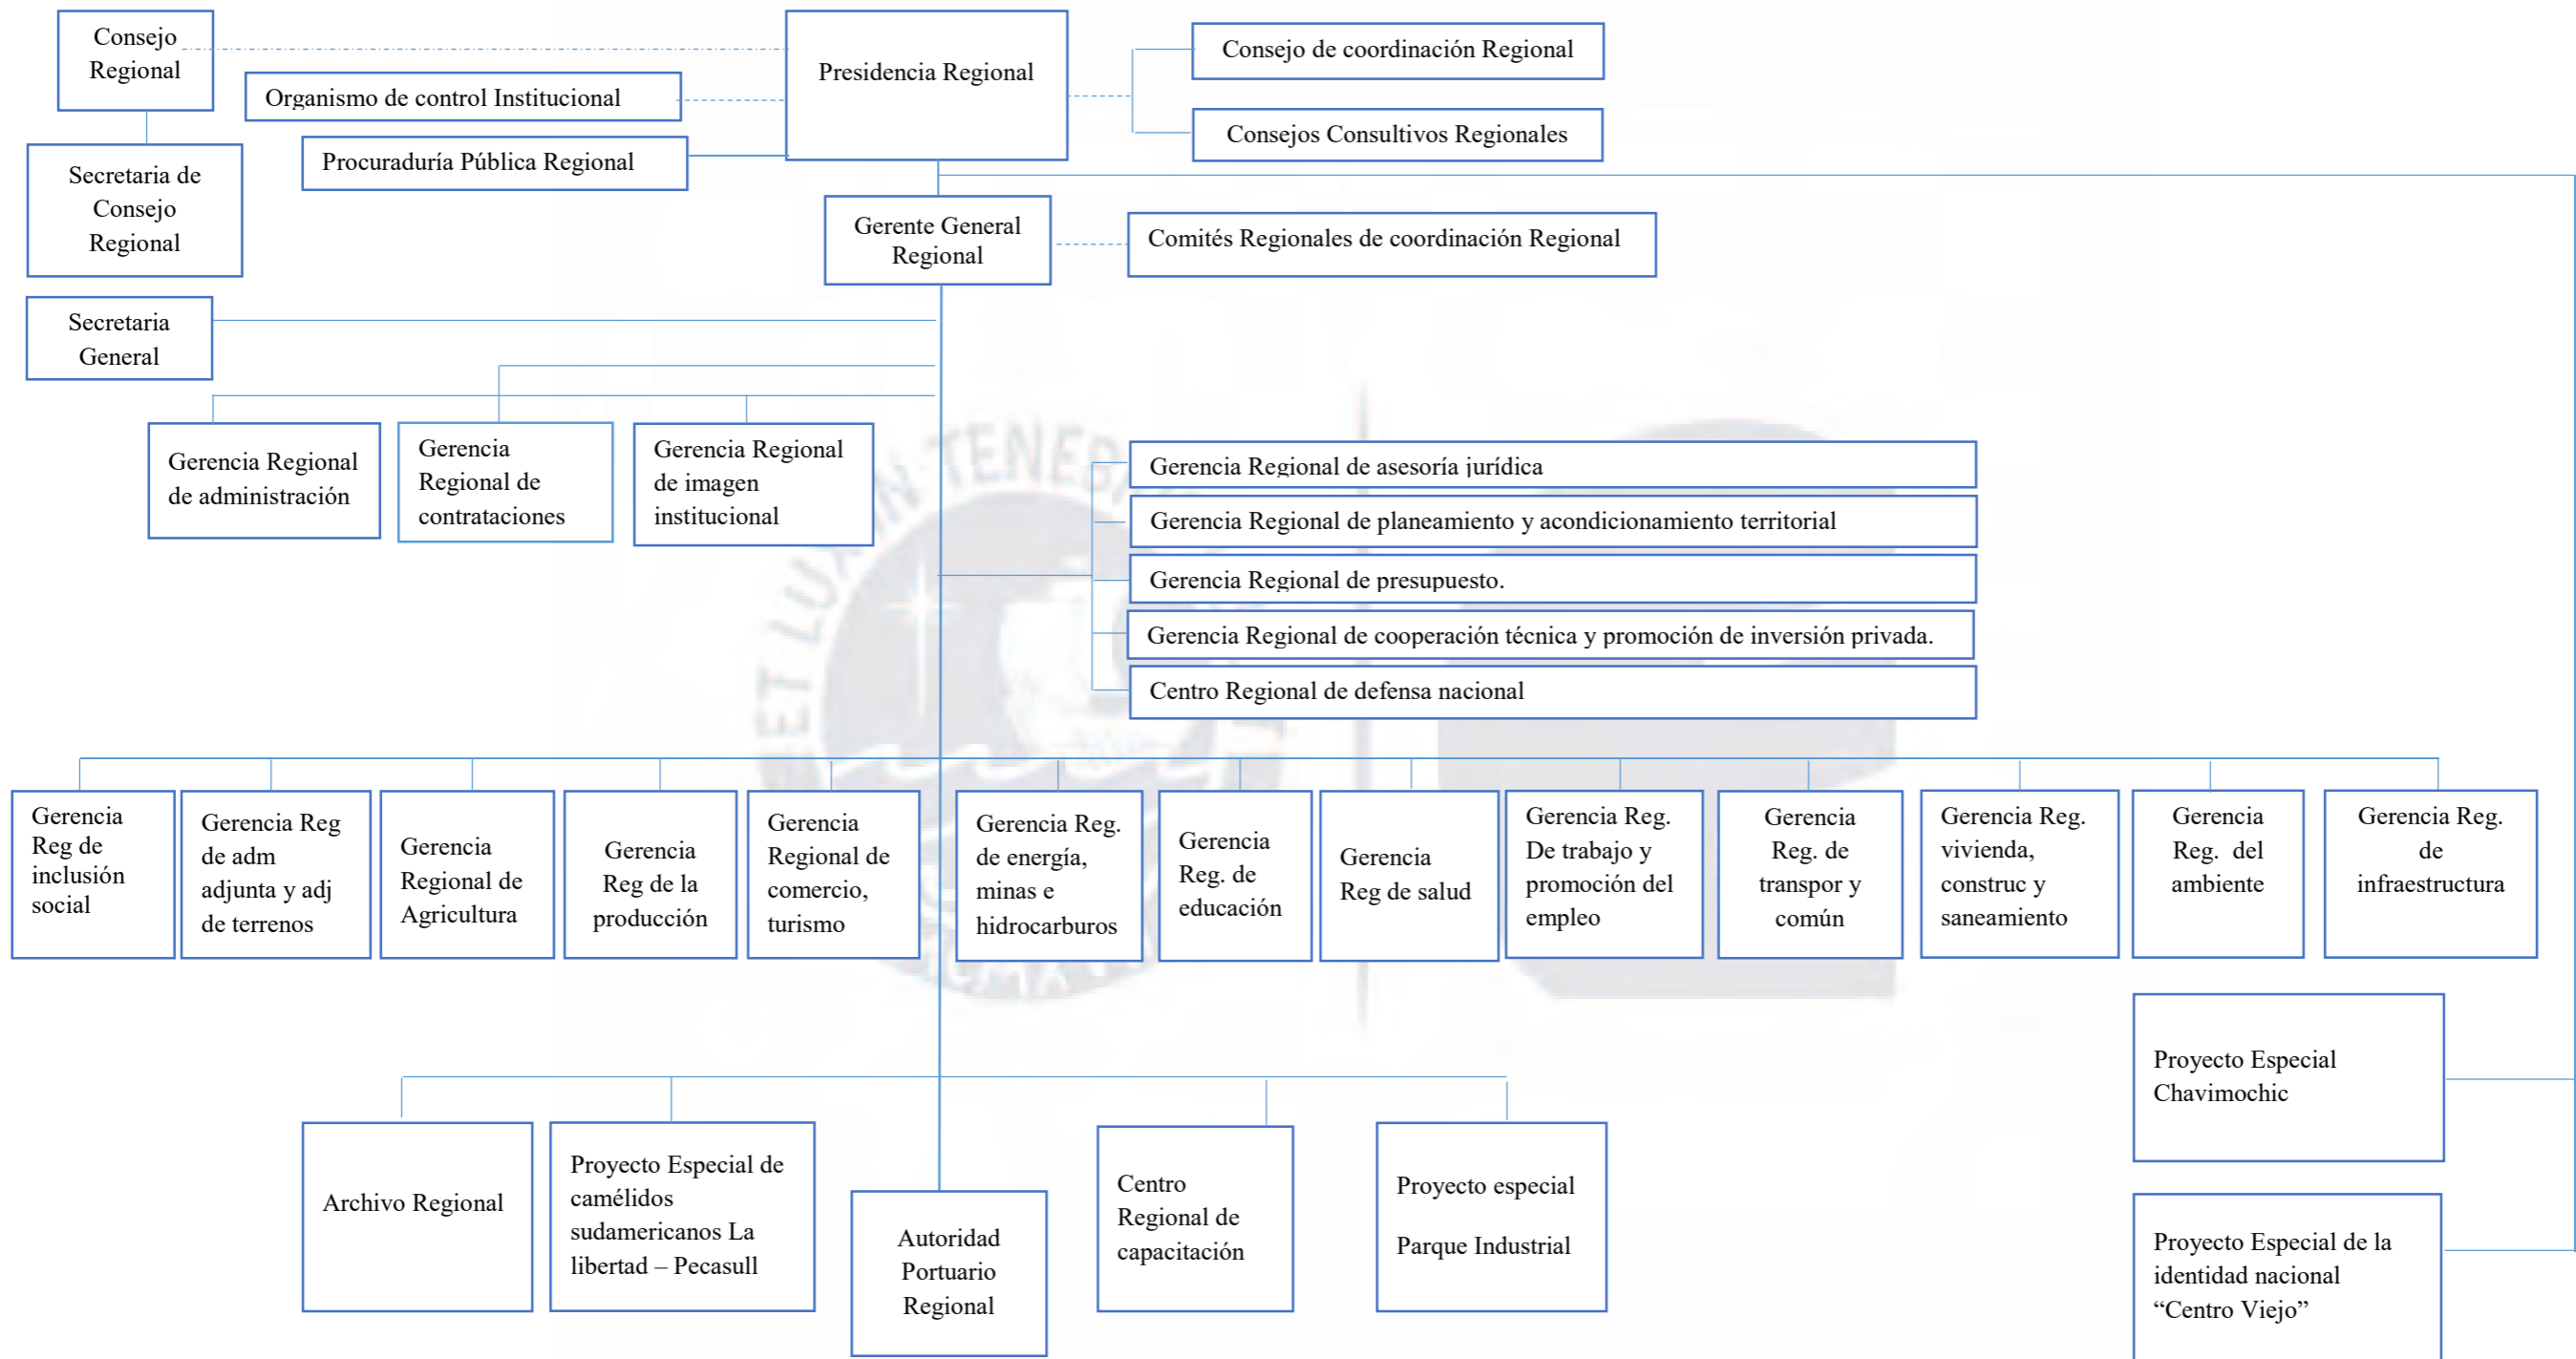 Consejo
Regional
Presidencia Regional
Consejo de coordinación Regional
Organismo de control Institucional
Consejos Consultivos Regionales
Procuraduría Pública Regional
Secretaria de
Consejo
Regional
Gerente General
Regional
Comités Regionales de coordinación Regional
Secretaria
General
Gerencia Regional
de administración
Gerencia
Regional de
contrataciones
Gerencia Regional
de imagen
institucional
Gerencia Regional de asesoría jurídica
Gerencia Regional de planeamiento y acondicionamiento territorial
Gerencia Regional de presupuesto.
Gerencia Regional de cooperación técnica y promoción de inversión privada.
Centro Regional de defensa nacional
ET LUX IN TENEB
Gerencia
Reg de
inclusión
social
Gerencia Reg
de adm
adjunta y adj
de terrenos
Gerencia
Regional de
Agricultura
Gerencia
Reg de la
producción
Gerencia
Regional de
comercio,
turismo
Gerencia Reg.
de energía,
minas e
hidrocarburos
Gerencia
Reg. de
educación
Gerencia
Reg de salud
Gerencia Reg.
De trabajo y
promoción del
empleo
Gerencia
Reg. de
transpor y
común
Gerencia Reg.
vivienda,
construc y
saneamiento
Gerencia
Reg. del
ambiente
Gerencia Reg.
de
infraestructura
Proyecto Especial
Chavimochic
Archivo Regional
Proyecto Especial de
camélidos
sudamericanos La
libertad – Pecasull
Autoridad
Portuario
Regional
Centro
Regional de
capacitación
Proyecto especial
Parque Industrial
Proyecto Especial de la
identidad nacional
“Centro Viejo”